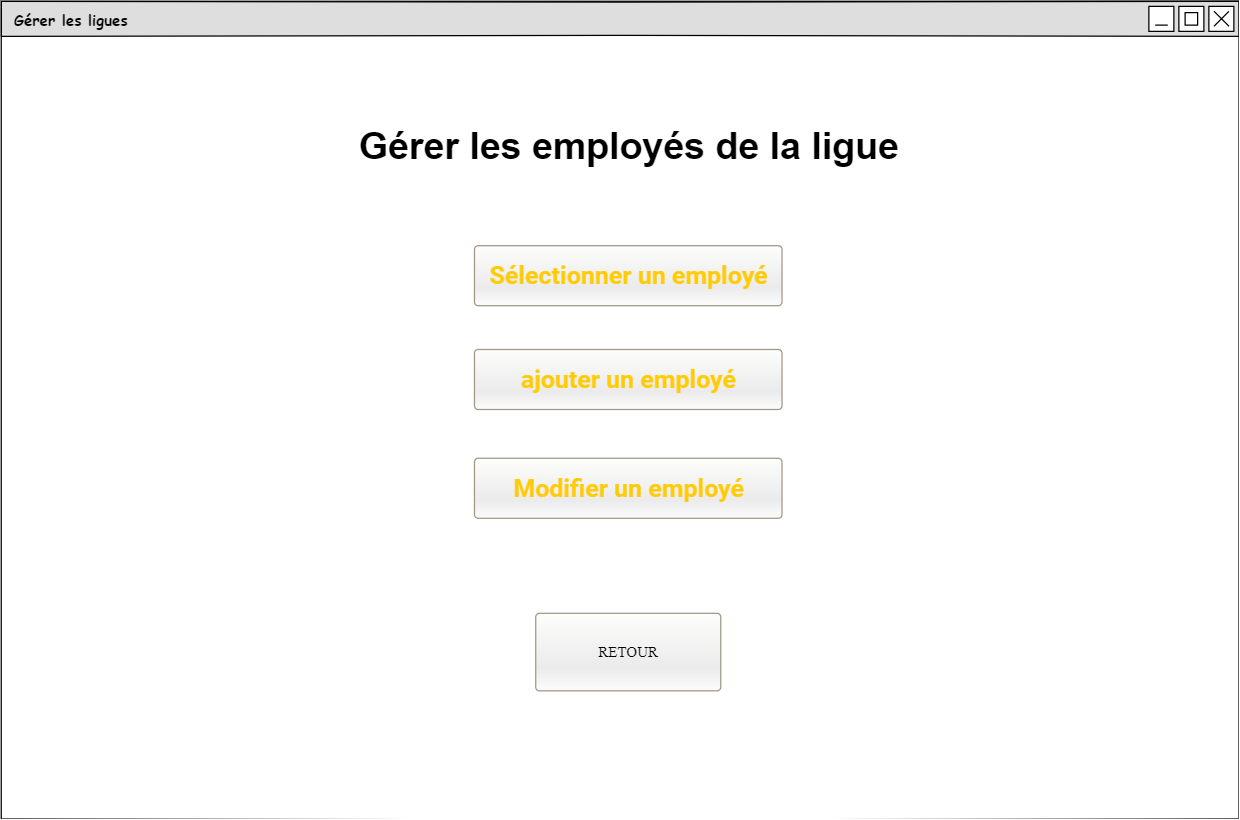 Gérer les ligues
Gérer les employés de la ligue
Sélectionner un employé
ajouter un employé
Modifier un employé
RETOUR